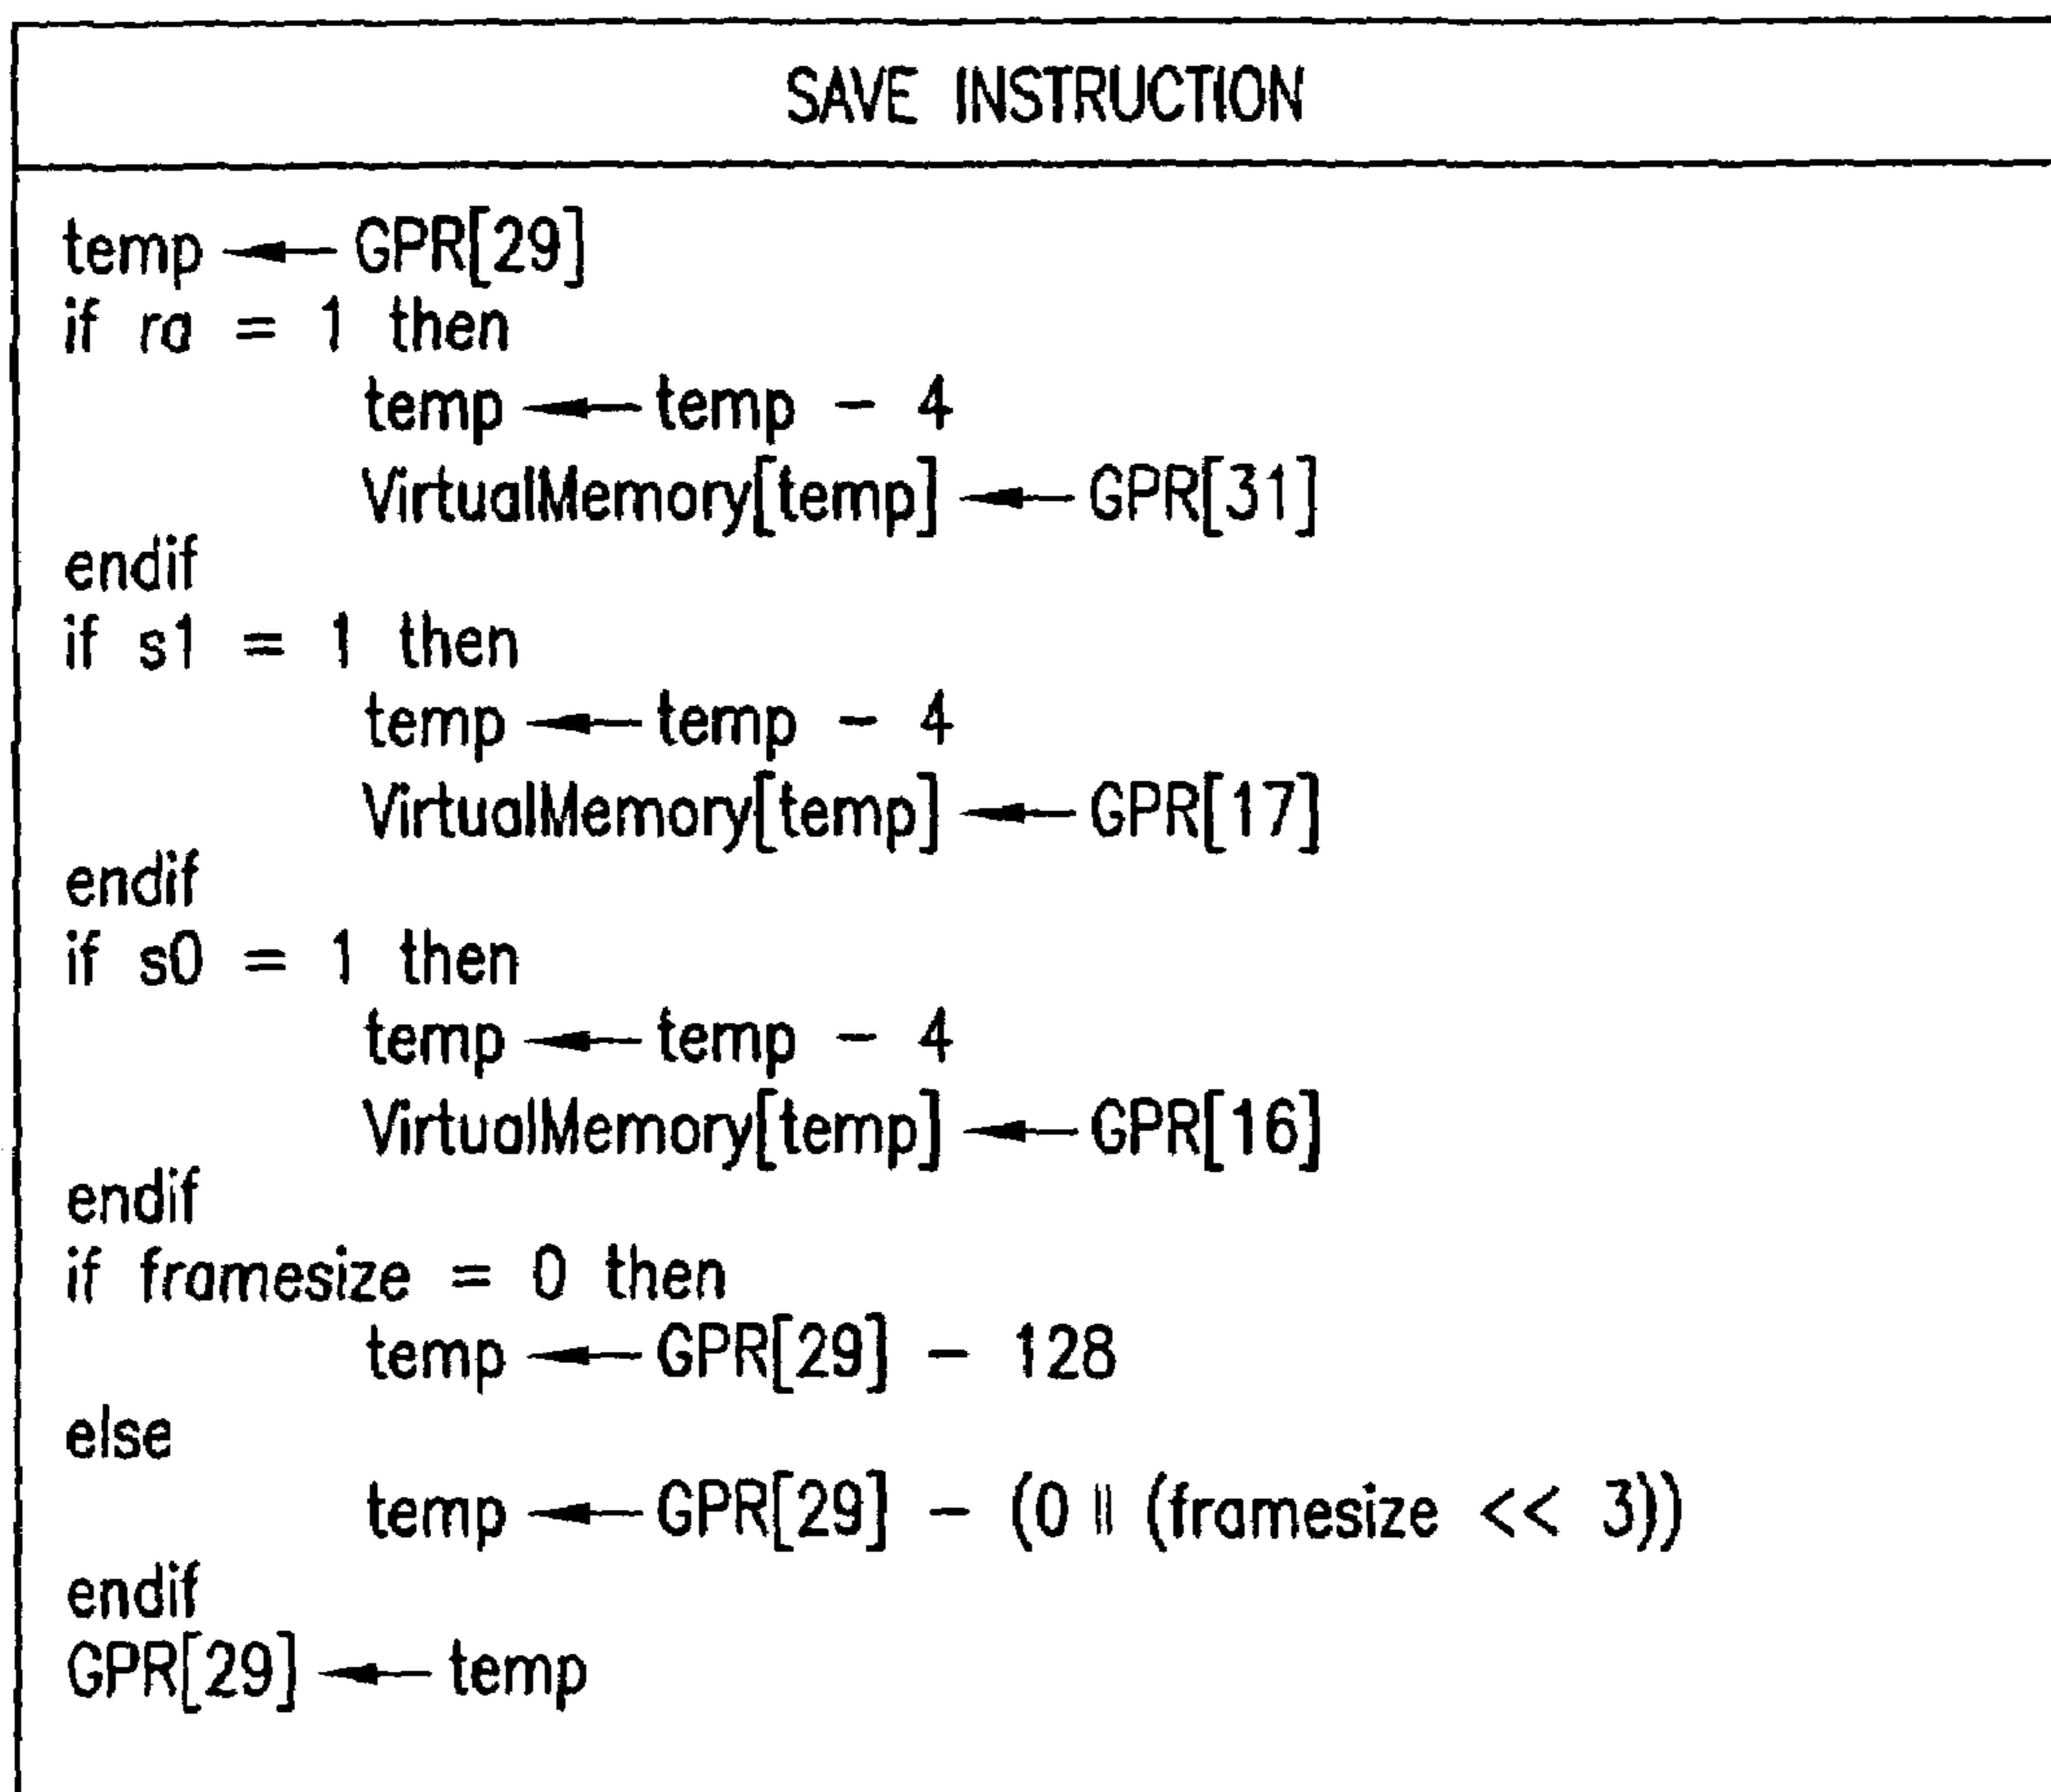 SAVE INSTRUCTION
temp ← GPR[29]
if ra = 1 then
temp ← temp - 4
VirtualMemory[temp] ← GPR[31]
endif
if s1 = 1 then
temp ← temp - 4
VirtualMemory[temp] ← GPR[17]
endif
if s0 = 1 then
temp ← temp - 4
VirtualMemory[temp] ← GPR[16]
endif
if framesize = 0 then
temp ← GPR[29] - 128
else
temp ← GPR[29] - (0 || (framesize << 3))
endif
GPR[29] ← temp